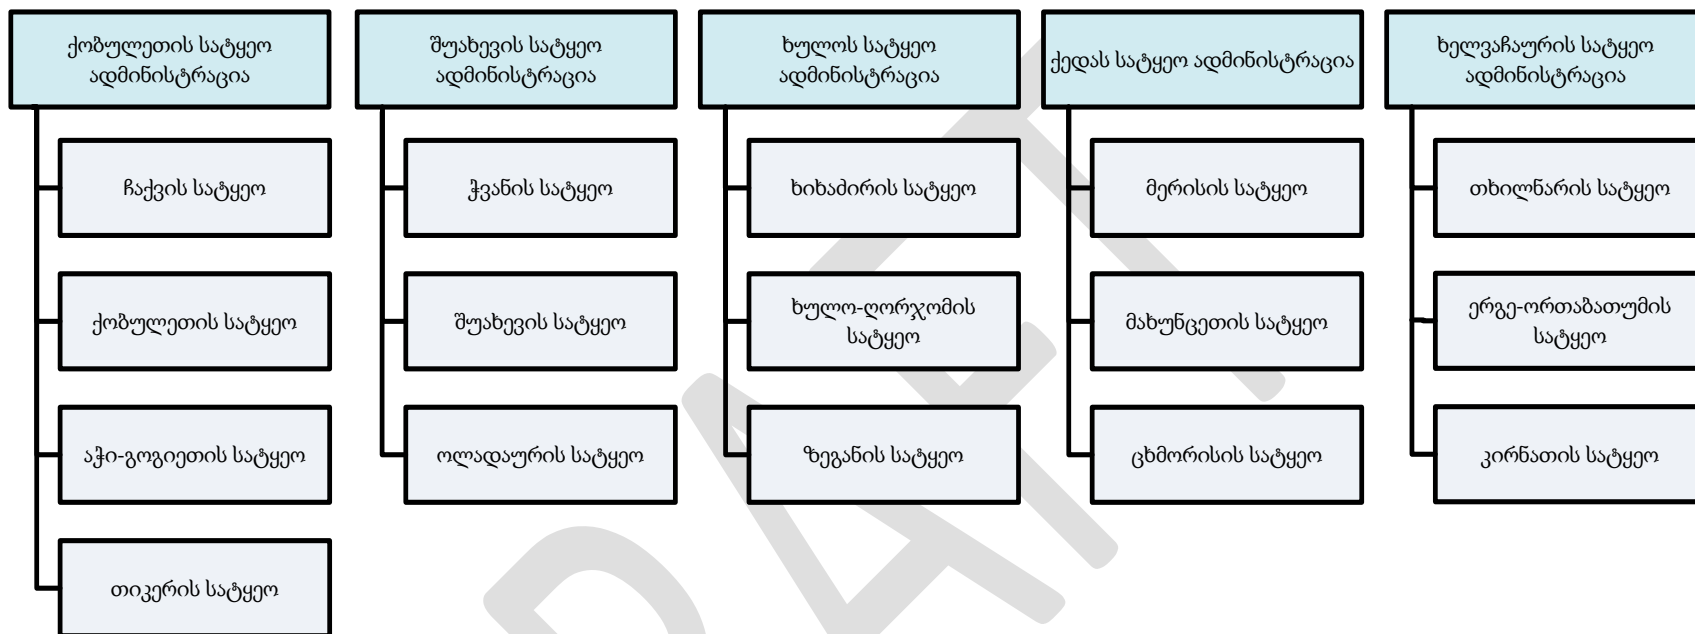 ქობულეთის სატყეო
ადმინისტრაცია
ჩაქვის სატყეო
ქობულეთის სატყეო
აჭი-გოგიეთის სატყეო
თიკერის სატყეო
შუახევის სატყეო
ადმინისტრაცია
ჭვანის სატყეო
შუახევის სატყეო
ოლადაურის სატყეო
ხულოს სატყეო
ადმინისტრაცია
ხიხაძირის სატყეო
ხულო-ღორჯომის
სატყეო
ზეგანის სატყეო
ქედას სატყეო ადმინისტრაცია
მერისის სატყეო
მახუნცეთის სატყეო
ცხმორისის სატყეო
ხელვაჩაურის სატყეო
ადმინისტრაცია
თხილნარის სატყეო
ერგე-ორთაბათუმის
სატყეო
კირნათის სატყეო
DRAFT